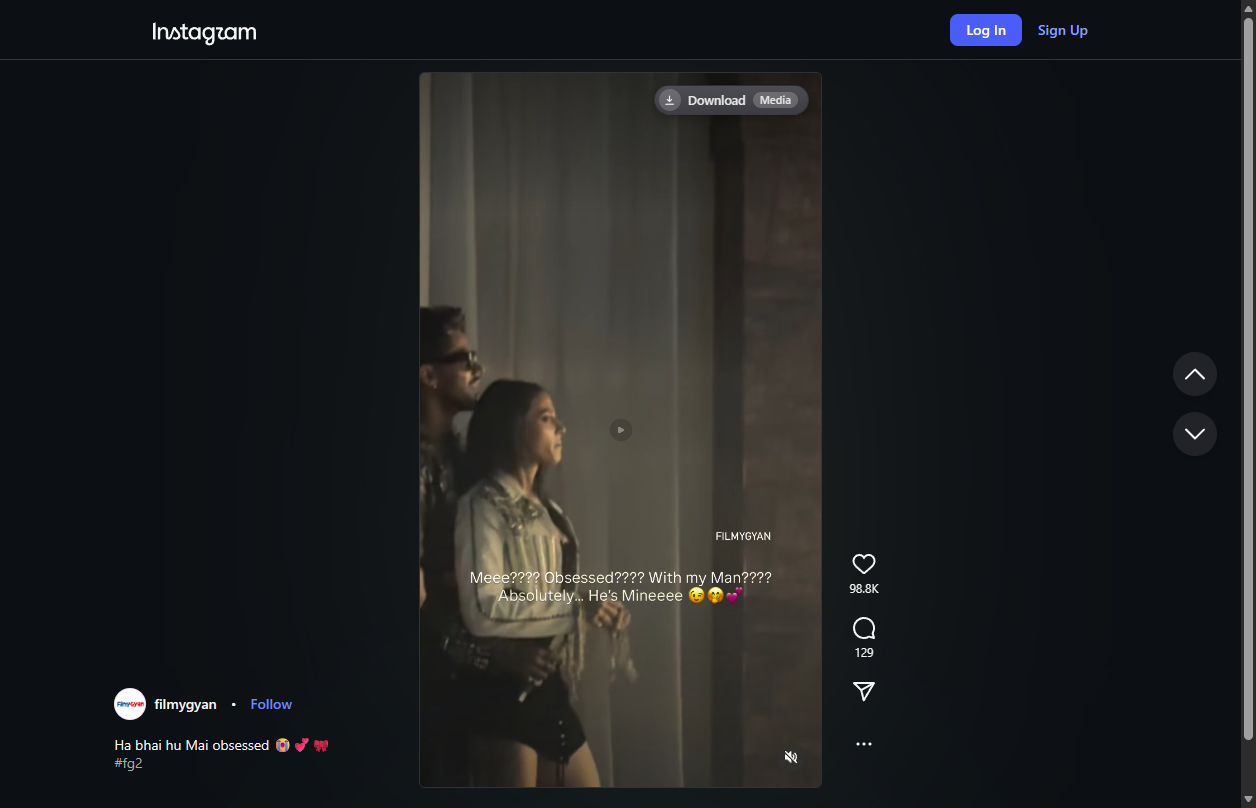 Instagram
Log In
Sign Up
Download Media
FILMYGYAN
Meee???? Obsessed???? With my Man????
Absolutely... He's Mineeee 😉🤭💕
98.8K
129
FilmyGyan
filmygyan • Follow
Ha bhai hu Mai obsessed 😭💕🎀
#fg2